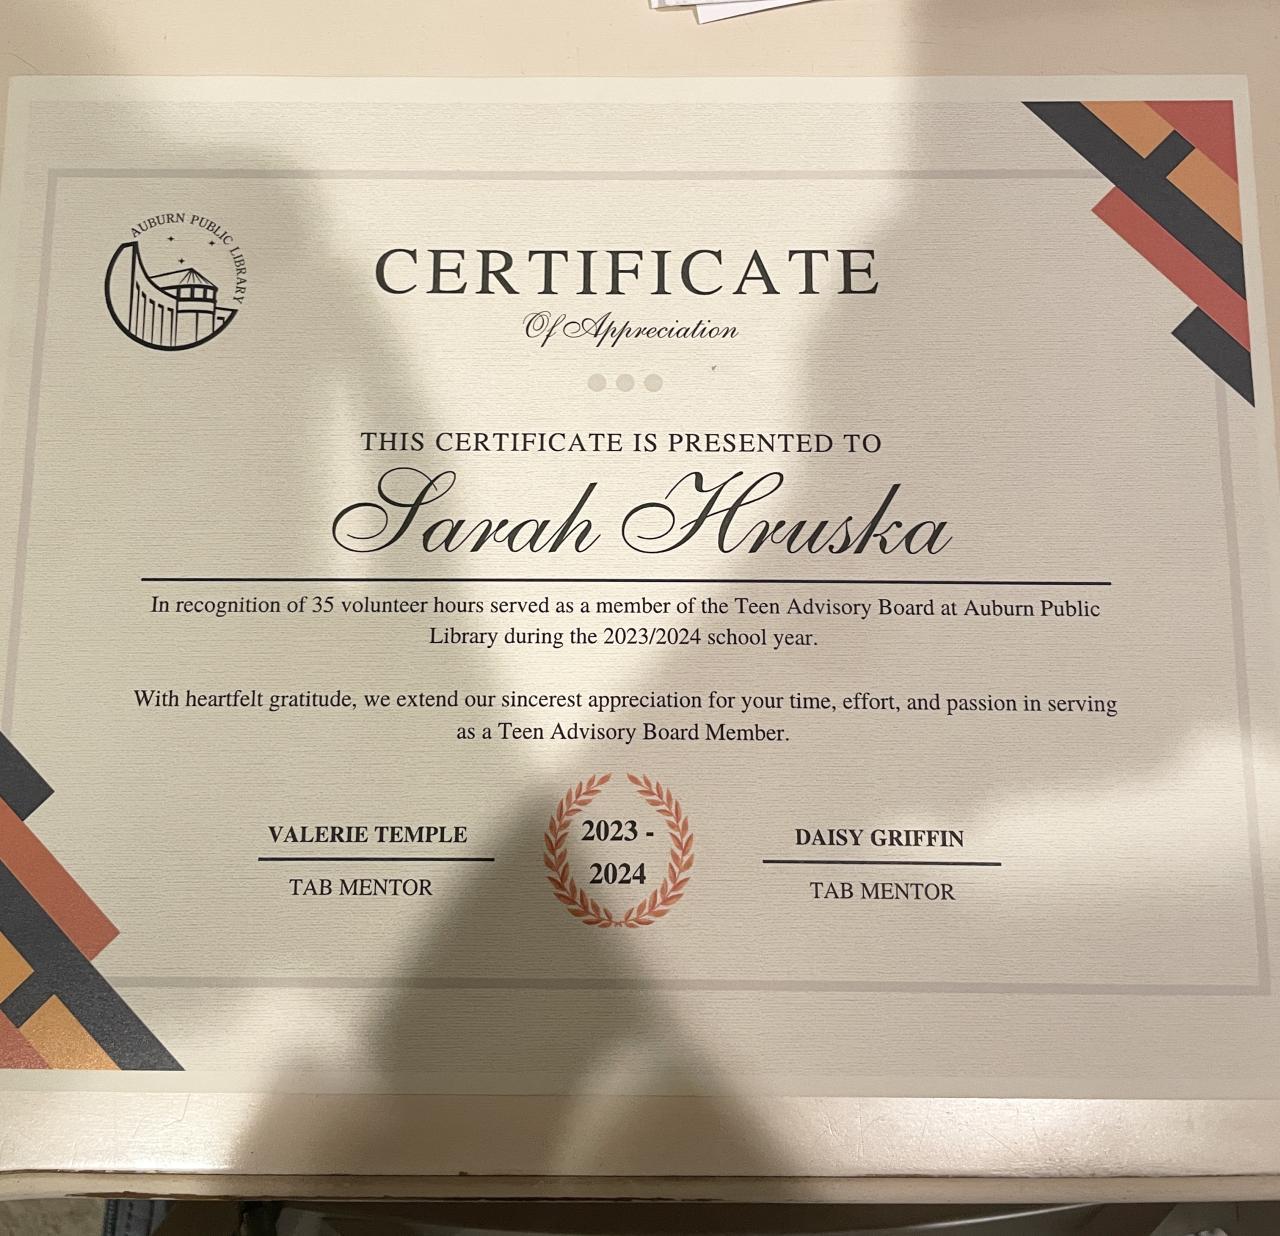 AUBURN PUBLIC LIBRARY
CERTIFICATE
Of Appreciation
THIS CERTIFICATE IS PRESENTED TO
Sarah Hruska
In recognition of 35 volunteer hours served as a member of the Teen Advisory Board at Auburn Public
Library during the 2023/2024 school year.
With heartfelt gratitude, we extend our sincerest appreciation for your time, effort, and passion in serving
as a Teen Advisory Board Member.
VALERIE TEMPLE
TAB MENTOR
2023 -
2024
DAISY GRIFFIN
TAB MENTOR